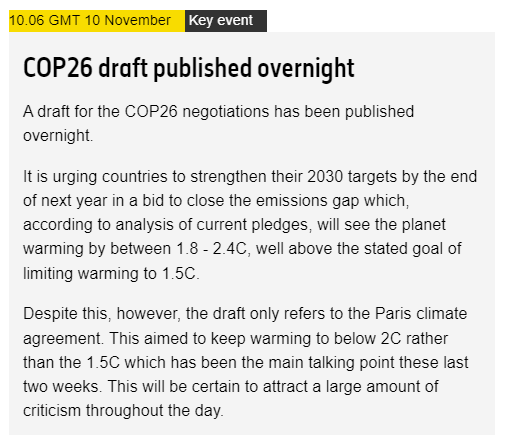 10.06 GMT 10 November Key event
COP26 draft published overnight
A draft for the COP26 negotiations has been published
overnight.
It is urging countries to strengthen their 2030 targets by the end
of next year in a bid to close the emissions gap which,
according to analysis of current pledges, will see the planet
warming by between 1.8 - 2.4C, well above the stated goal of
limiting warming to 1.5C.
Despite this, however, the draft only refers to the Paris climate
agreement. This aimed to keep warming to below 2C rather
than the 1.5C which has been the main talking point these last
two weeks. This will be certain to attract a large amount of
criticism throughout the day.